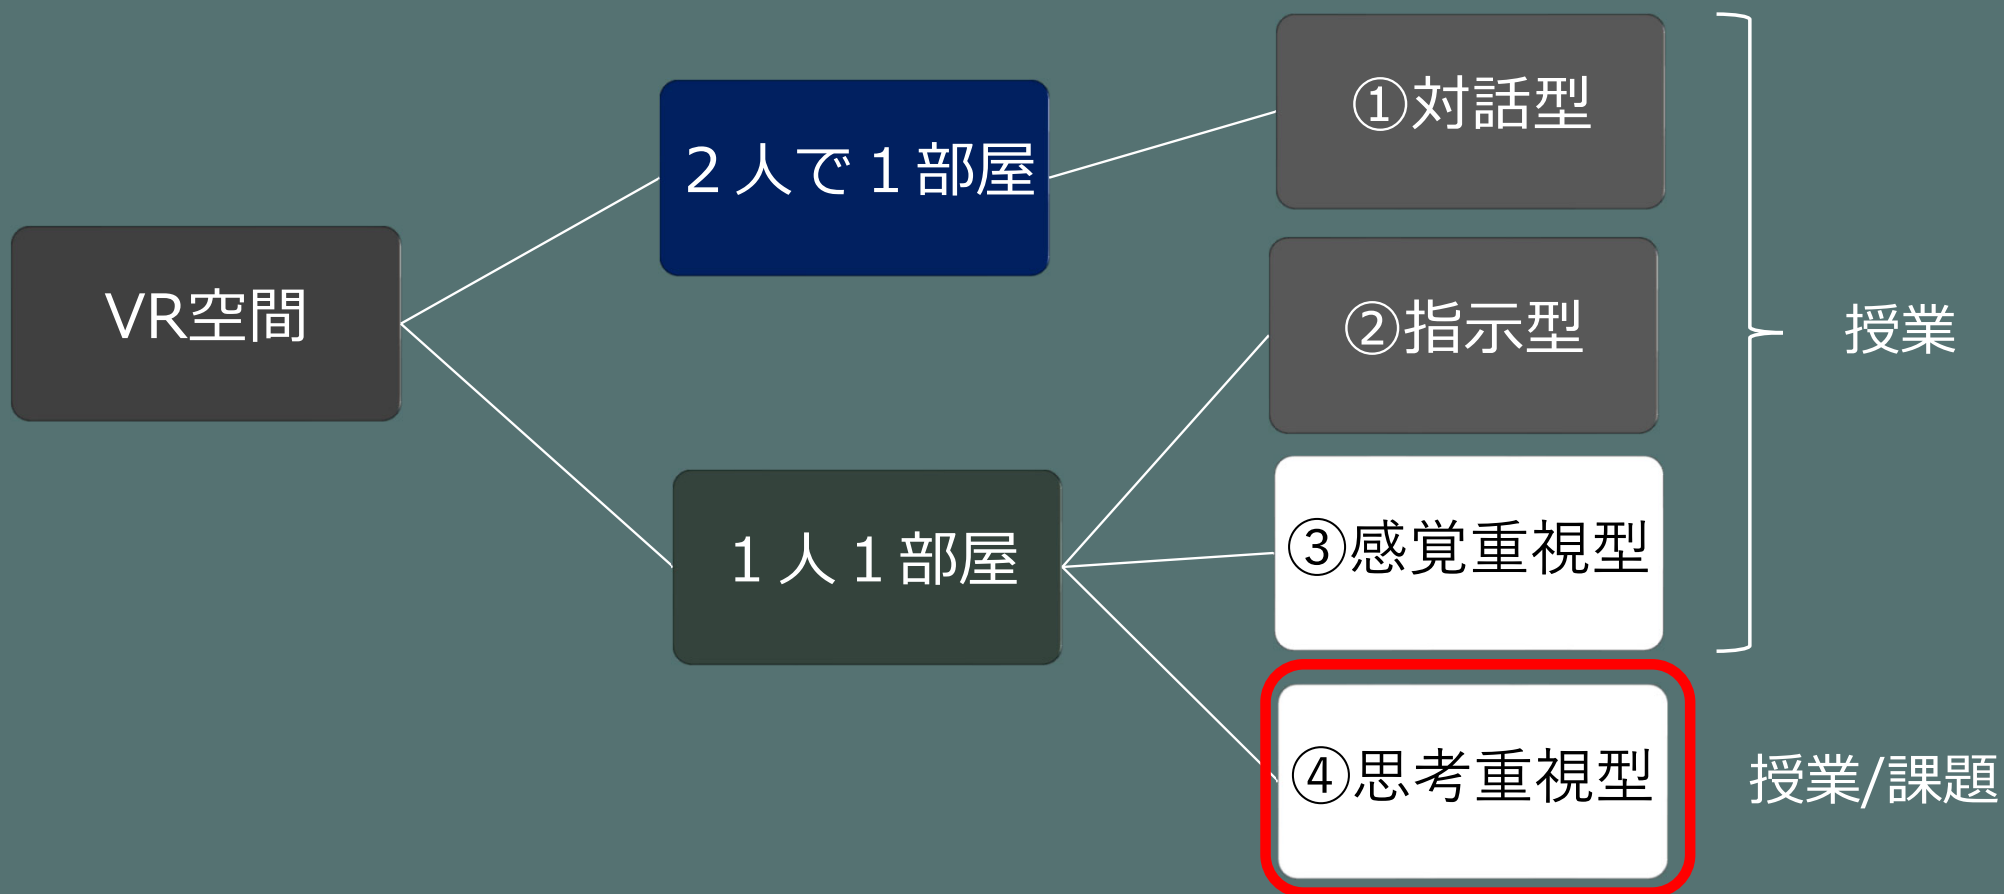 VR空間
２人で１部屋
１人１部屋
①対話型
②指示型
③感覚重視型
④思考重視型
授業
授業/課題